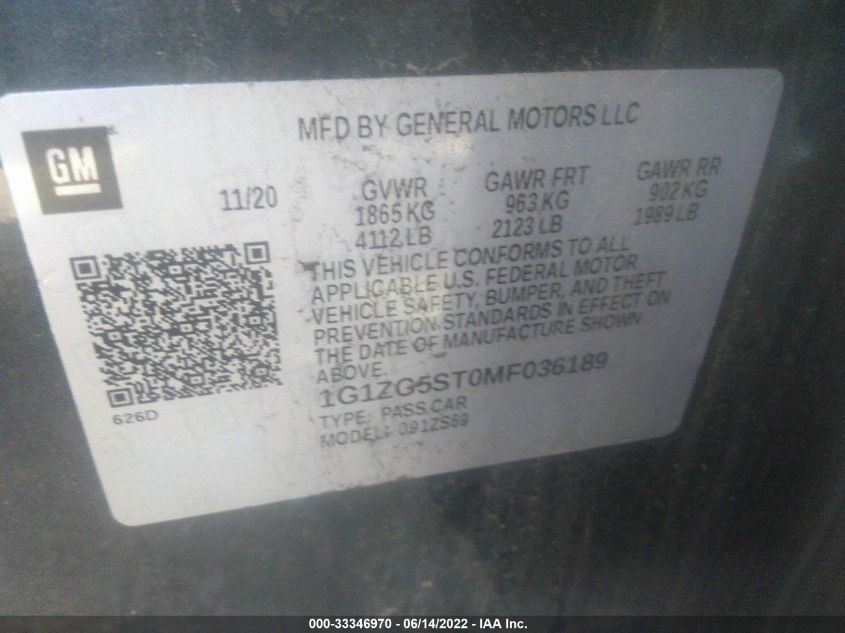 MFD BY GENERAL MOTORS LLC
GM
11/20
GVWR
1865 KG
4112 LB
GAWR FRT
963 KG
2123 LB
GAWR RR
902 KG
1989 LB
THIS VEHICLE CONFORMS TO ALL
APPLICABLE U.S. FEDERAL MOTOR
VEHICLE SAFETY, BUMPER, AND THEFT
PREVENTION STANDARDS IN EFFECT ON
THE DATE OF MANUFACTURE SHOWN
ABOVE.
1G1ZG5ST0MF036189
TYPE: PASS CAR
MODEL: 091ZS69
626D
000-33346970 - 06/14/2022 - IAA Inc.